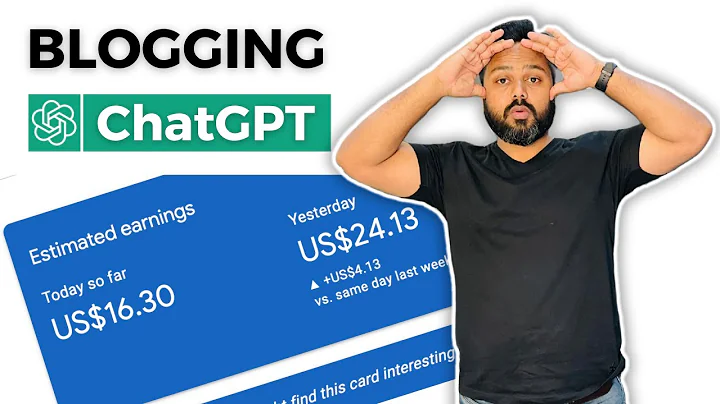 BLOGGING
ChatGPT
Estimated earnings
Today so far
US$16.30
Yesterday
US$24.13
▲ +US$4.13
vs. same day last week
find this card interesting